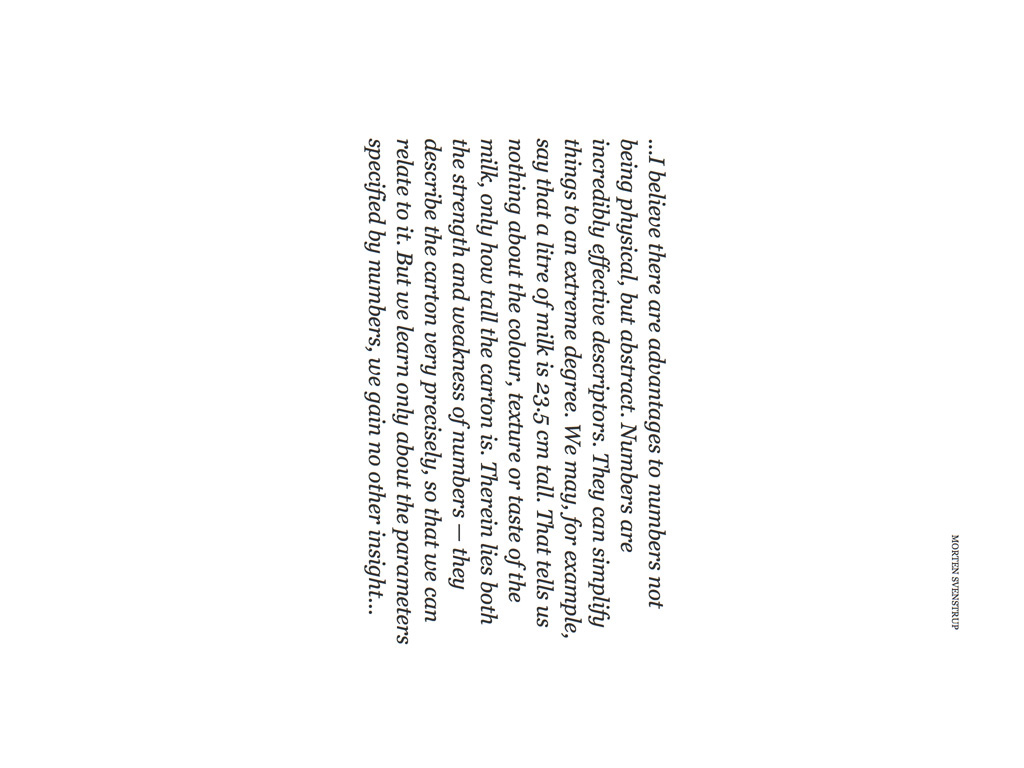 MORTEN SVENSTRUP
...I believe there are advantages to numbers not
being physical, but abstract. Numbers are
incredibly effective descriptors. They can simplify
things to an extreme degree. We may, for example,
say that a litre of milk is 23.5 cm tall. That tells us
nothing about the colour, texture or taste of the
milk, only how tall the carton is. Therein lies both
the strength and weakness of numbers — they
describe the carton very precisely, so that we can
relate to it. But we learn only about the parameters
specified by numbers, we gain no other insight...